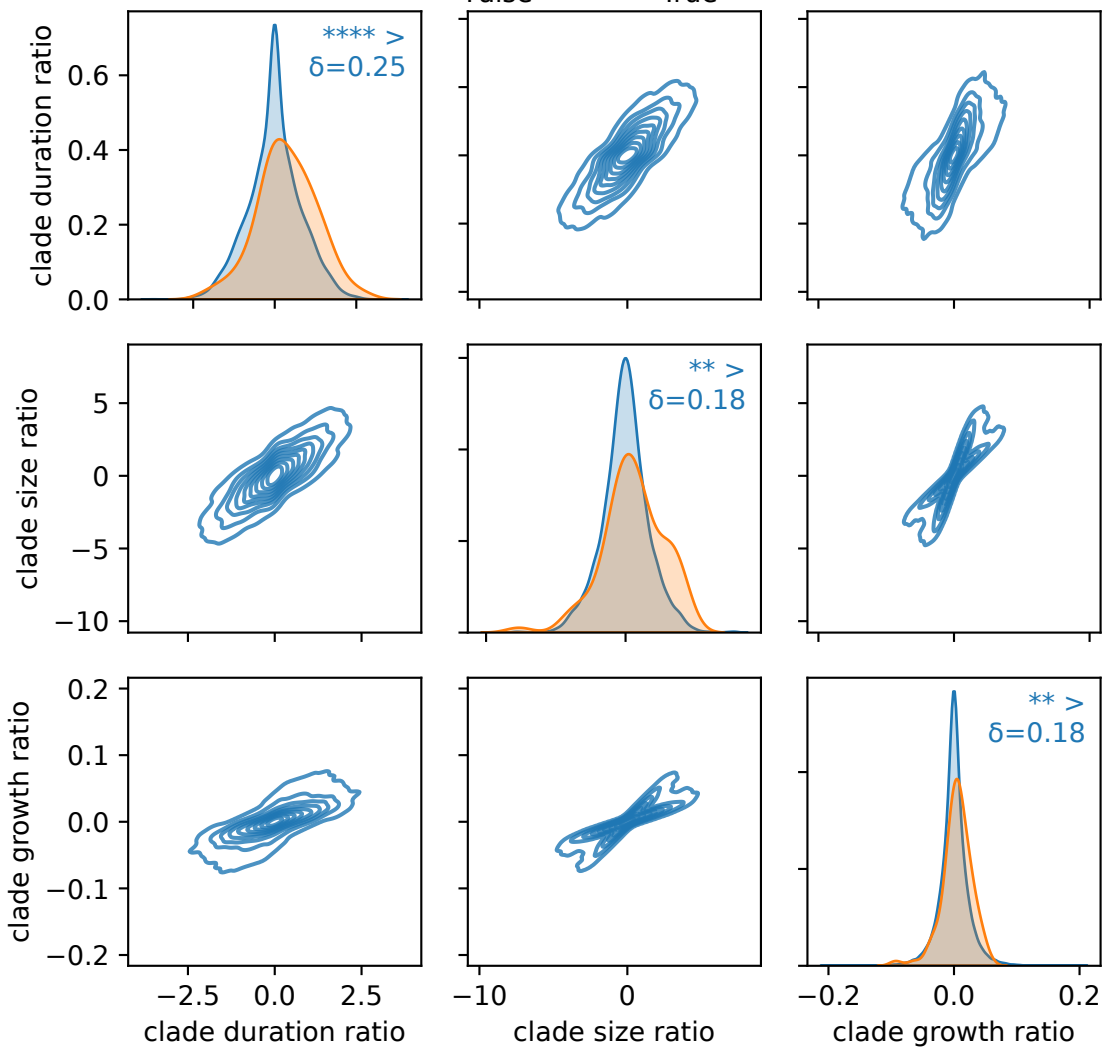 clade duration ratio
0.6
0.4
0.2
0.0
**** >
δ=0.25
clade size ratio
5
0
−5
−10
** >
δ=0.18
clade growth ratio
0.2
0.1
0.0
−0.1
−0.2
** >
δ=0.18
−2.5 0.0 2.5
−10 0
−0.2 0.0 0.2
clade duration ratio
clade size ratio
clade growth ratio